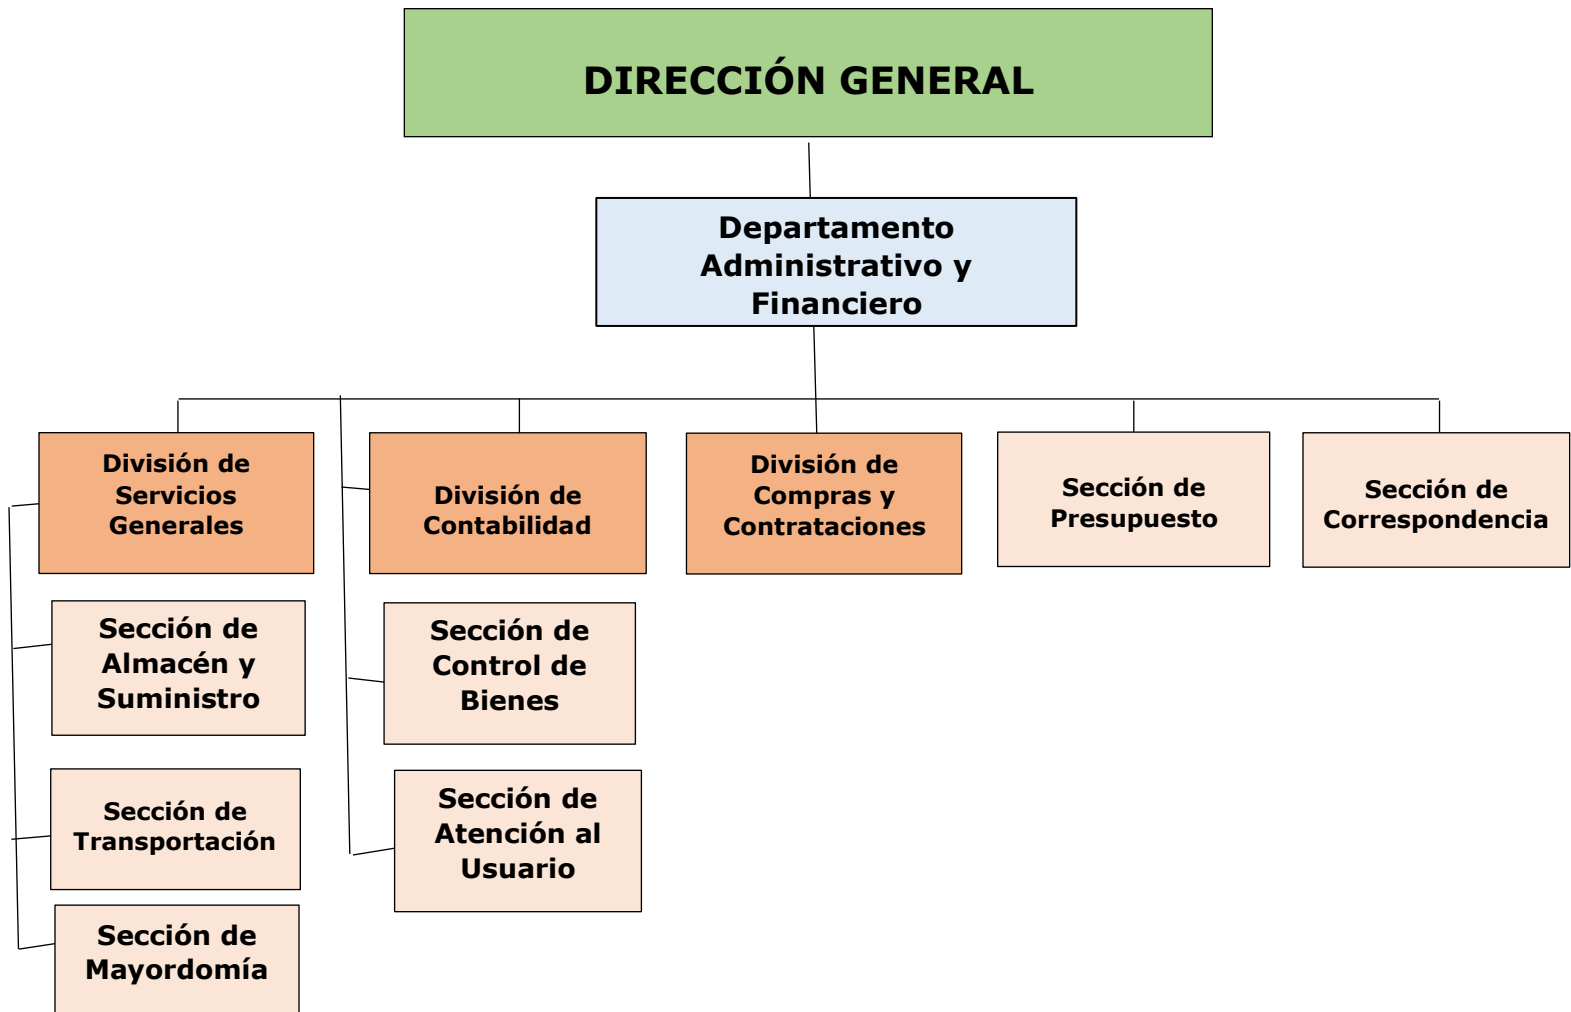 DIRECCIÓN GENERAL
Departamento
Administrativo y
Financiero
División de
Servicios
Generales
División de
Contabilidad
División de
Compras y
Contrataciones
Sección de
Presupuesto
Sección de
Correspondencia
Sección de
Almacén y
Suministro
Sección de
Control de
Bienes
Sección de
Transportación
Sección de
Atención al
Usuario
Sección de
Mayordomía